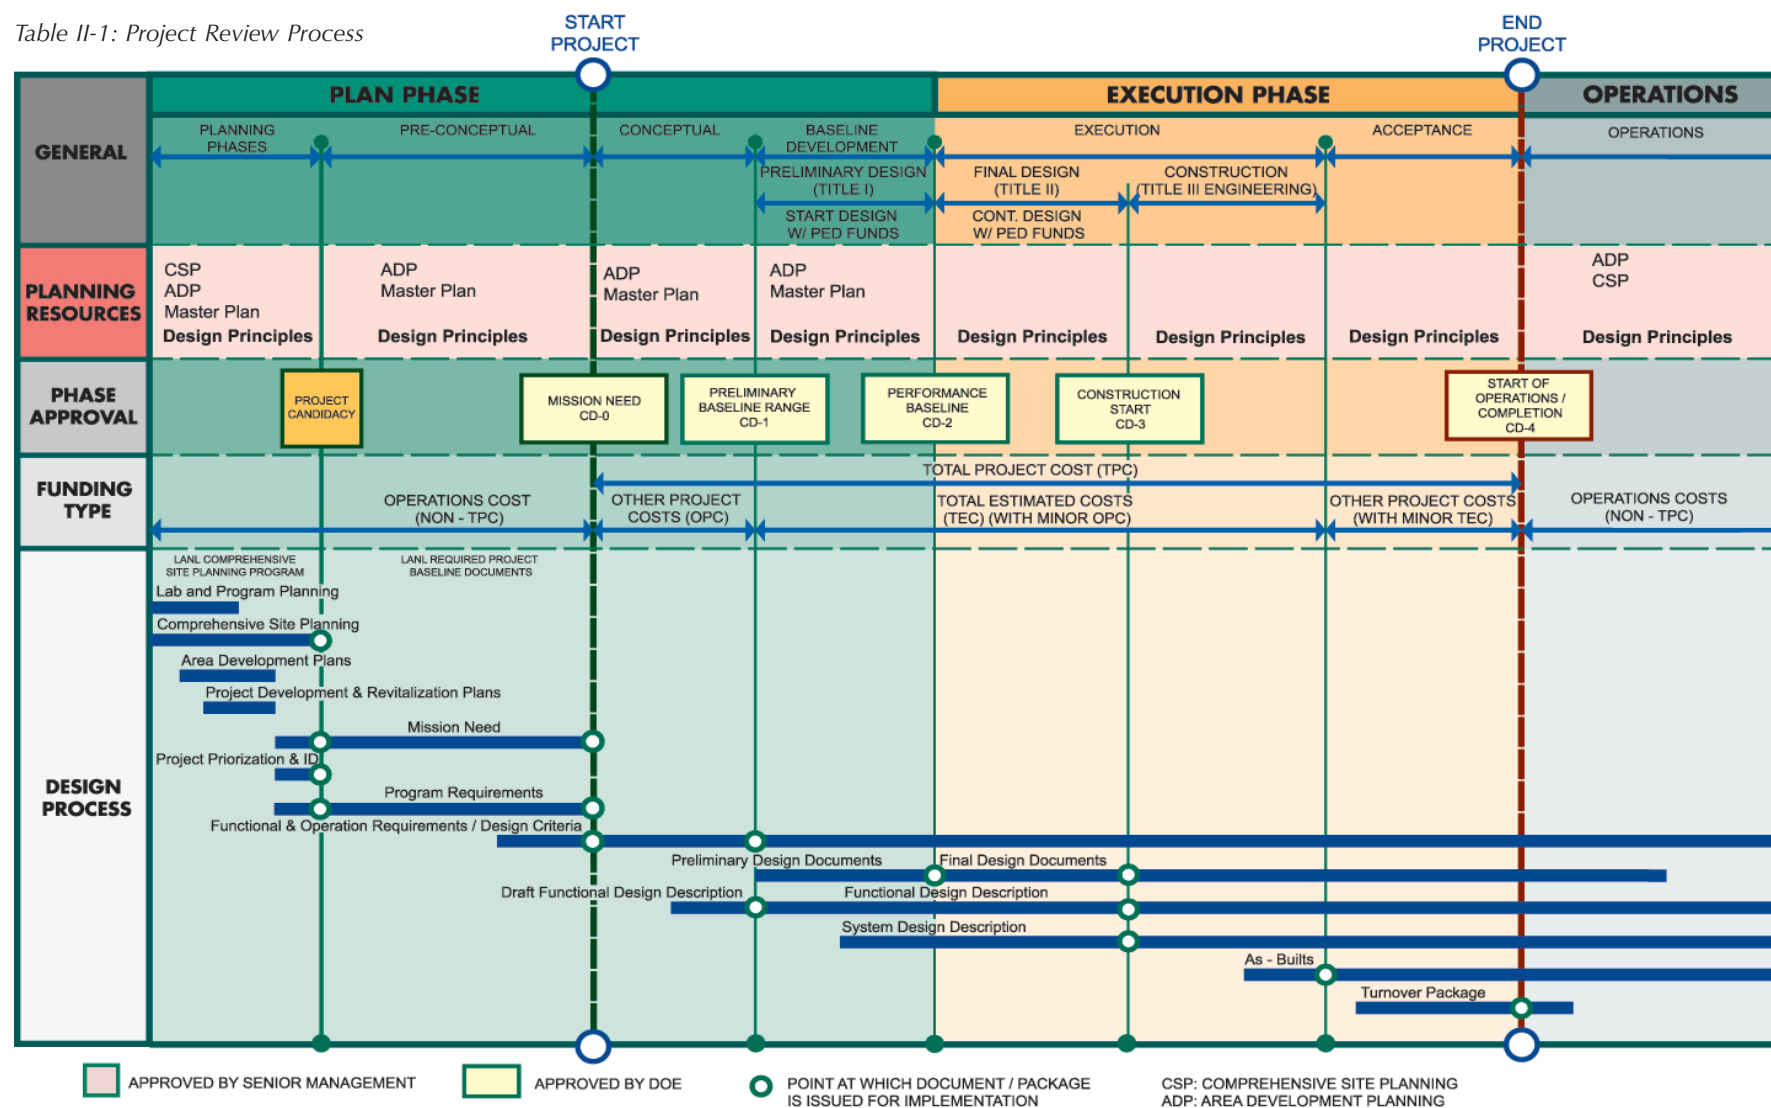 Table II-1: Project Review Process
START
PROJECT
END
PROJECT
PLAN PHASE
EXECUTION PHASE
OPERATIONS
GENERAL
PLANNING
PHASES
PRE-CONCEPTUAL
CONCEPTUAL
BASELINE
DEVELOPMENT
EXECUTION
ACCEPTANCE
OPERATIONS
PRELIMINARY DESIGN
(TITLE I)
FINAL DESIGN
(TITLE II)
CONSTRUCTION
(TITLE III ENGINEERING)
START DESIGN
W/ PED FUNDS
CONT. DESIGN
W/ PED FUNDS
PLANNING
RESOURCES
CSP
ADP
Master Plan
Design Principles
ADP
Master Plan
Design Principles
ADP
Master Plan
Design Principles
ADP
Master Plan
Design Principles
Design Principles
Design Principles
Design Principles
ADP
CSP
Design Principles
PHASE
APPROVAL
PROJECT
CANDIDACY
MISSION NEED
CD-0
PRELIMINARY
BASELINE RANGE
CD-1
PERFORMANCE
BASELINE
CD-2
CONSTRUCTION
START
CD-3
START OF
OPERATIONS /
COMPLETION
CD-4
FUNDING
TYPE
TOTAL PROJECT COST (TPC)
OPERATIONS COST
(NON - TPC)
OTHER PROJECT
COSTS (OPC)
TOTAL ESTIMATED COSTS
(TEC) (WITH MINOR OPC)
OTHER PROJECT COSTS
(WITH MINOR TEC)
OPERATIONS COSTS
(NON - TPC)
DESIGN
PROCESS
LANL COMPREHENSIVE
SITE PLANNING PROGRAM
LANL REQUIRED PROJECT
BASELINE DOCUMENTS
Lab and Program Planning
Comprehensive Site Planning
Area Development Plans
Project Development & Revitalization Plans
Mission Need
Project Priorization & ID
Program Requirements
Functional & Operation Requirements / Design Criteria
Preliminary Design Documents
Final Design Documents
Draft Functional Design Description
Functional Design Description
System Design Description
As - Builts
Turnover Package
APPROVED BY SENIOR MANAGEMENT
APPROVED BY DOE
POINT AT WHICH DOCUMENT / PACKAGE
IS ISSUED FOR IMPLEMENTATION
CSP: COMPREHENSIVE SITE PLANNING
ADP: AREA DEVELOPMENT PLANNING